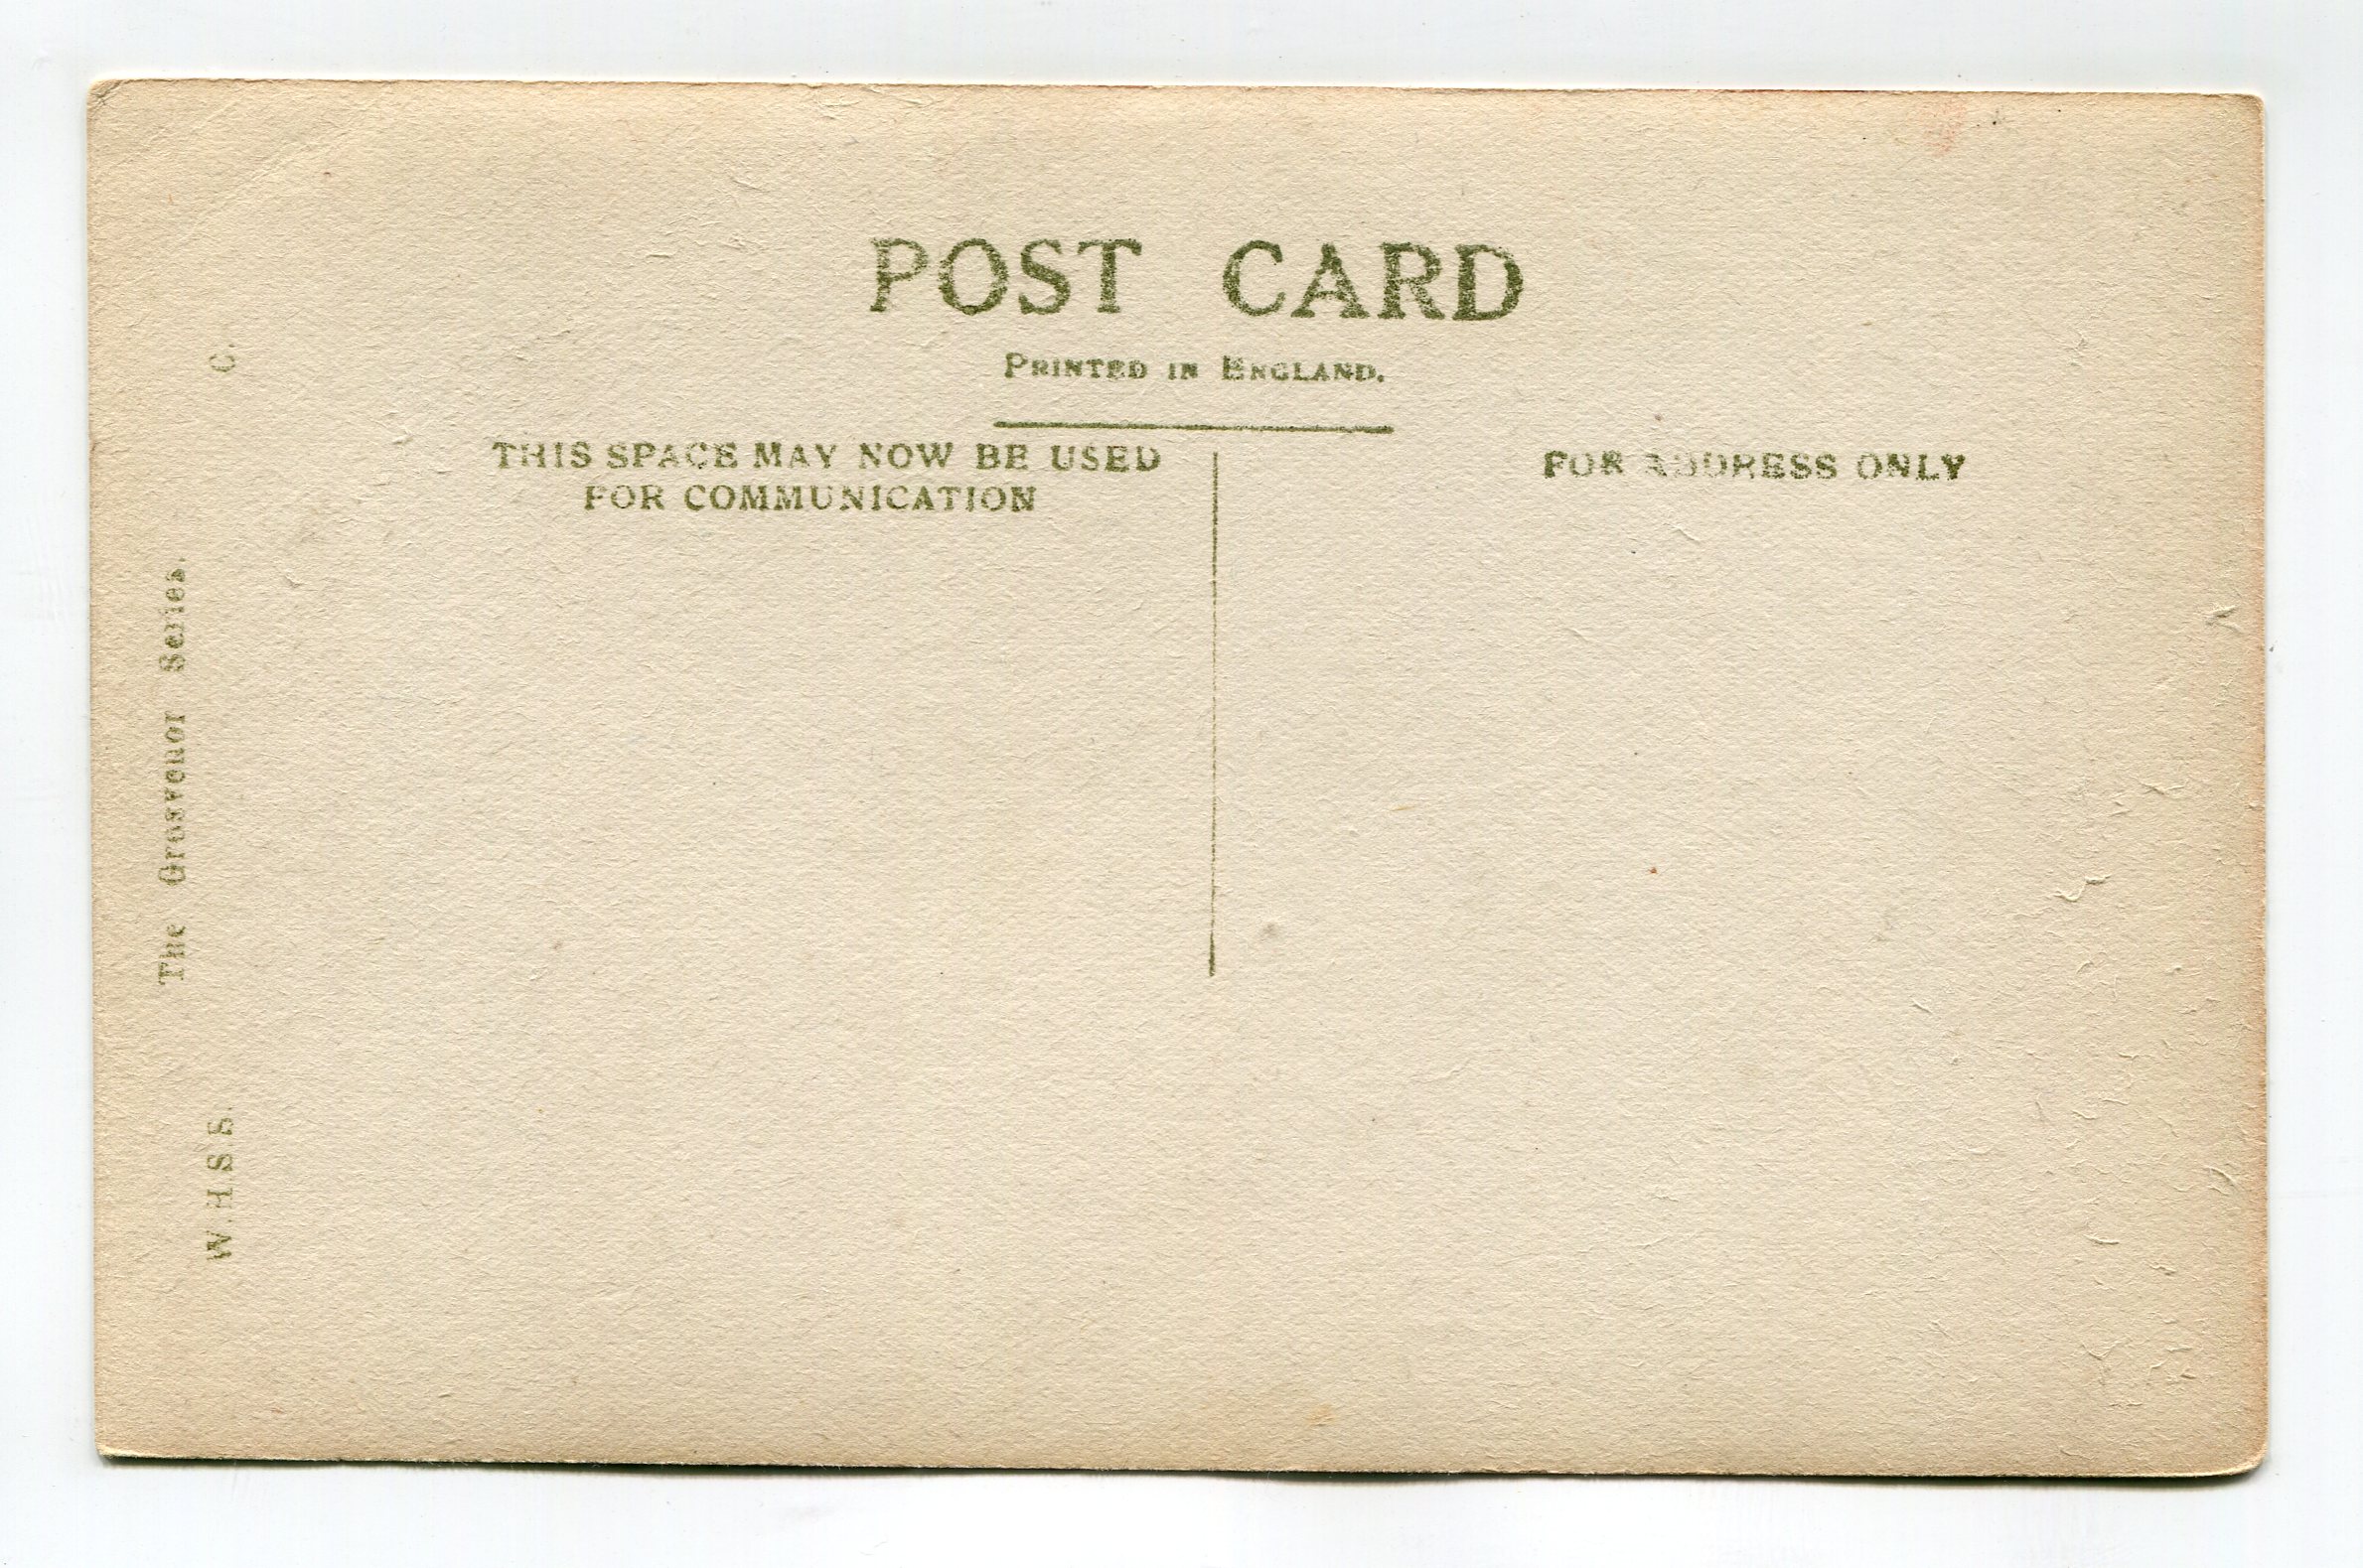 POST CARD
PRINTED IN ENGLAND.
THIS SPACE MAY NOW BE USED
FOR COMMUNICATION
FOR ADDRESS ONLY
The Grosvenor Series.
W.H.S.
C.